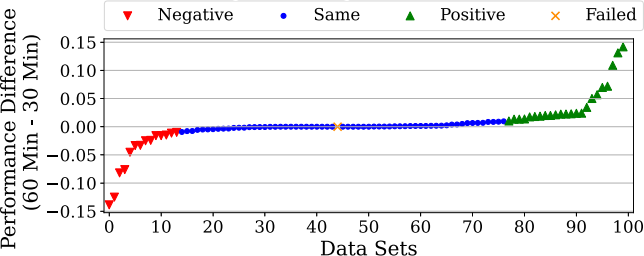 Negative Same Positive Failed
Performance Difference
(60 Min - 30 Min)
0.15
0.10
0.05
0.00
−0.05
−0.10
−0.15
0 10 20 30 40 50 60 70 80 90 100
Data Sets